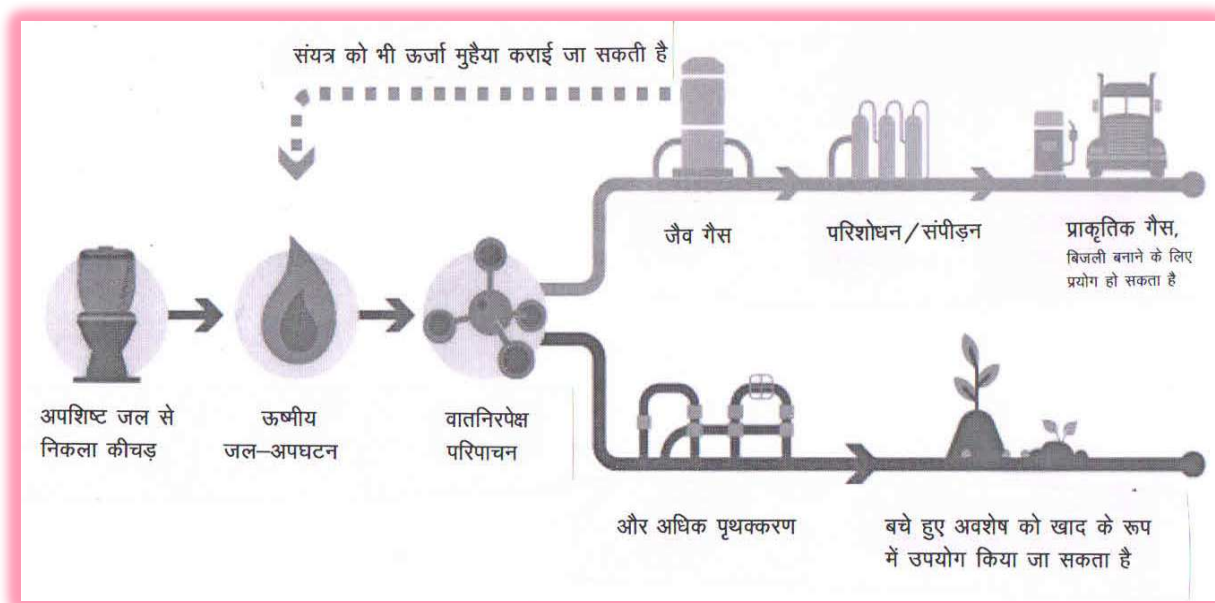 संयत्र को भी ऊर्जा मुहैया कराई जा सकती है
जैव गैस
परिशोधन/संपीड़न
प्राकृतिक गैस,
बिजली बनाने के लिए
प्रयोग हो सकता है
अपशिष्ट जल से
निकला कीचड़
ऊष्मीय
जल–अपघटन
वातनिरपेक्ष
परिपाचन
और अधिक पृथक्करण
बचे हुए अवशेष को खाद के रूप
में उपयोग किया जा सकता है